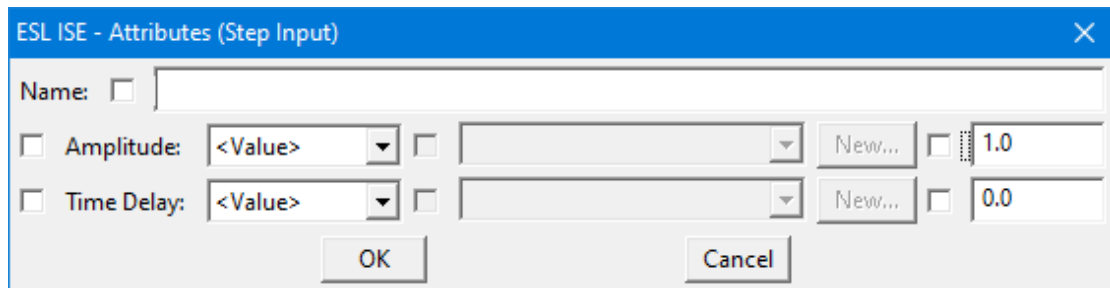 ESL ISE - Attributes (Step Input)
Name:
Amplitude: <Value> New... 1.0
Time Delay: <Value> New... 0.0
OK Cancel